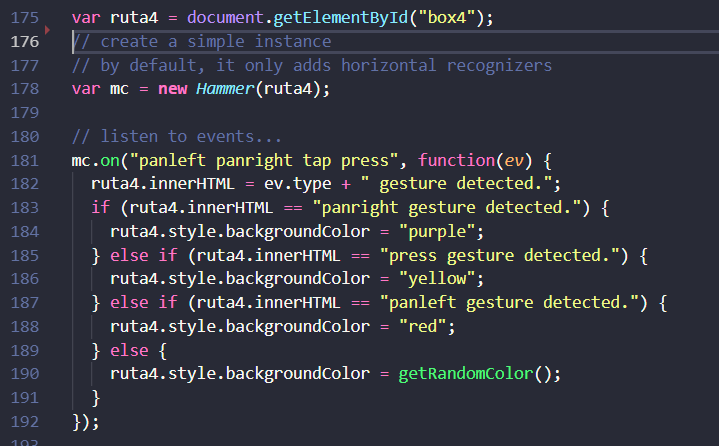 175 var ruta4 = document.getElementById("box4");
176 // create a simple instance
177 // by default, it only adds horizontal recognizers
178 var mc = new Hammer(ruta4);
179
180 // listen to events...
181 mc.on("panleft panright tap press", function(ev) {
182   ruta4.innerHTML = ev.type + " gesture detected.";
183   if (ruta4.innerHTML == "panright gesture detected.") {
184     ruta4.style.backgroundColor = "purple";
185   } else if (ruta4.innerHTML == "press gesture detected.") {
186     ruta4.style.backgroundColor = "yellow";
187   } else if (ruta4.innerHTML == "panleft gesture detected.") {
188     ruta4.style.backgroundColor = "red";
189   } else {
190     ruta4.style.backgroundColor = getRandomColor();
191   }
192 });